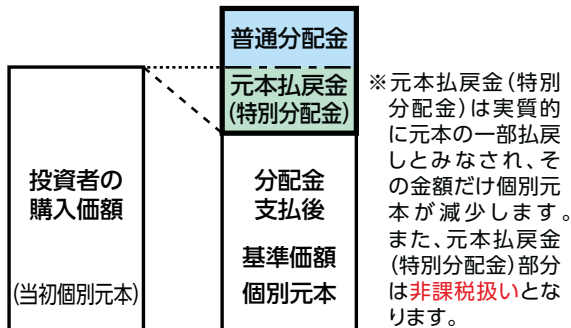 普通分配金
元本払戻金
(特別分配金)
投資者の
購入価額
(当初個別元本)
分配金
支払後
基準価額
個別元本
※元本払戻金(特別
分配金)は実質的
に元本の一部払戻
しとみなされ、そ
の金額だけ個別元
本が減少します。
また、元本払戻金
(特別分配金)部分
は非課税扱いとな
ります。